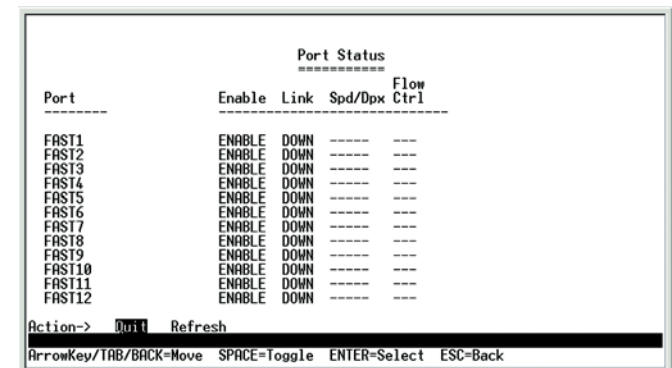 Port Status
===========
Flow
Port Enable Link Spd/Dpx Ctrl
-------- -----------------------------
FAST1 ENABLE DOWN ----- ---
FAST2 ENABLE DOWN ----- ---
FAST3 ENABLE DOWN ----- ---
FAST4 ENABLE DOWN ----- ---
FAST5 ENABLE DOWN ----- ---
FAST6 ENABLE DOWN ----- ---
FAST7 ENABLE DOWN ----- ---
FAST8 ENABLE DOWN ----- ---
FAST9 ENABLE DOWN ----- ---
FAST10 ENABLE DOWN ----- ---
FAST11 ENABLE DOWN ----- ---
FAST12 ENABLE DOWN ----- ---
Action-> Quit Refresh
ArrowKey/TAB/BACK=Move SPACE=Toggle ENTER=Select ESC=Back